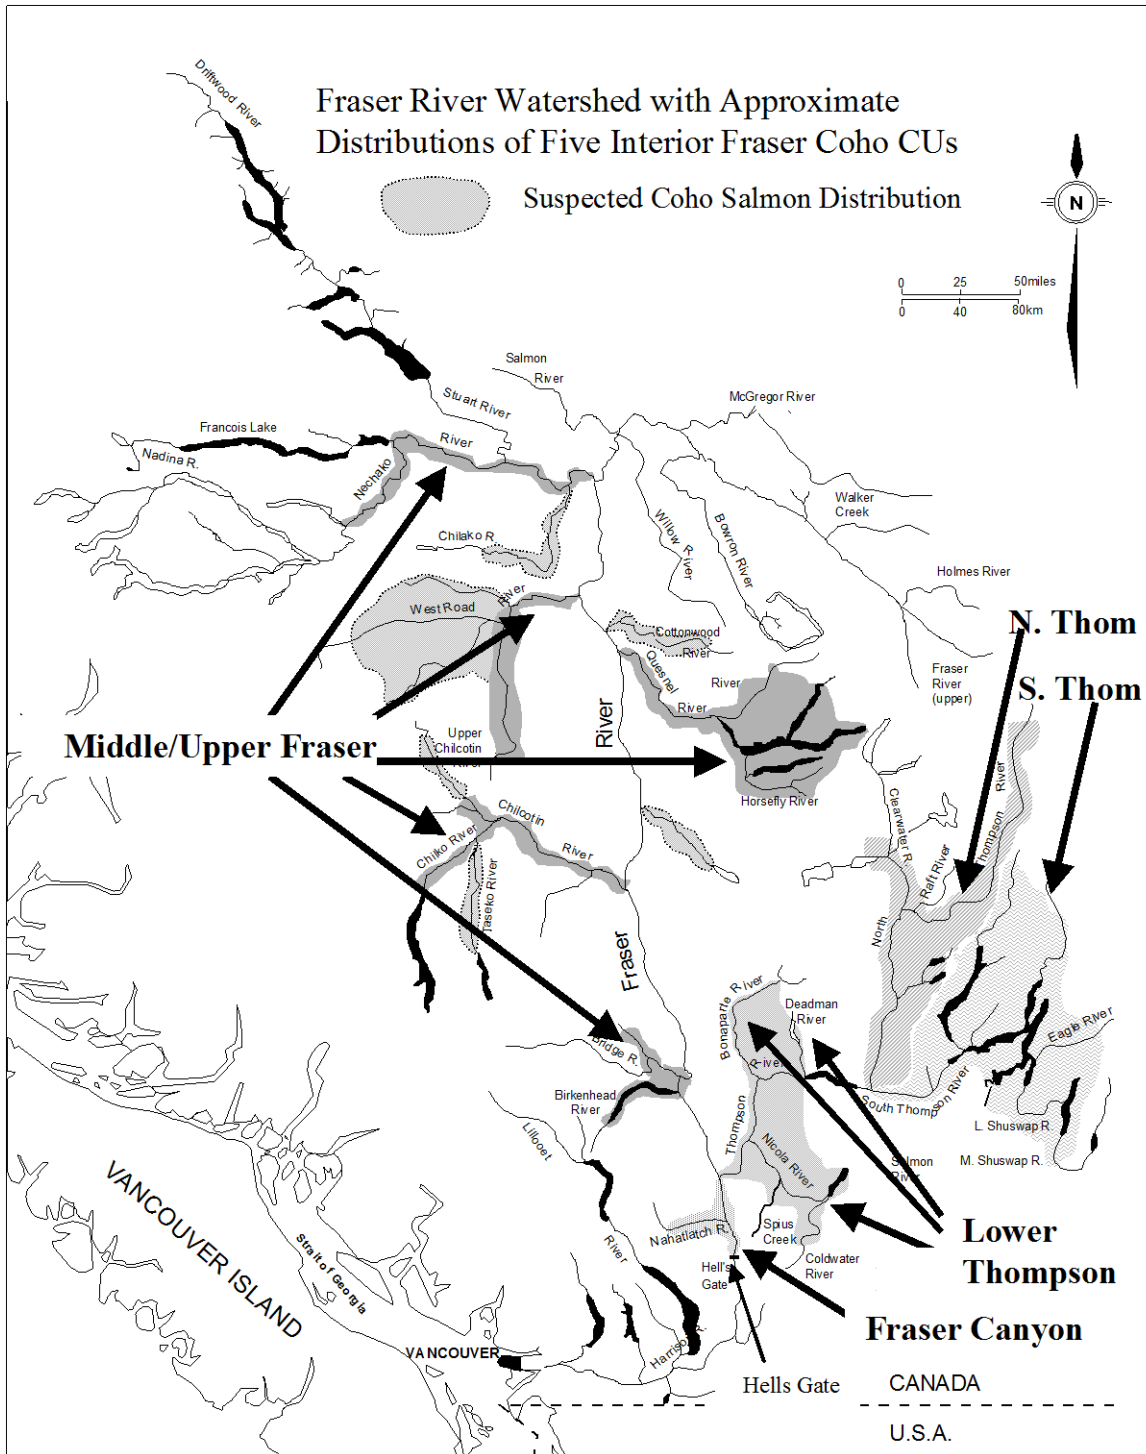 Driftwood River
Fraser River Watershed with Approximate
Distributions of Five Interior Fraser Coho CUs
Suspected Coho Salmon Distribution
N
0 25 50miles
0 40 80km
Salmon
River
Stuart River
McGregor River
Francois Lake
River
Nadina R.
Nechako
Walker
Creek
Willow River
Bowron River
Chilako R.
Holmes River
West Road
River
Cottonwood
River
N. Thom
Fraser
River
(upper)
S. Thom
Quesnel
River
River
River
Middle/Upper Fraser
Upper
Chilcotin
River
Horsefly River
Clearwater R.
Raft River
Thompson
River
North
Chilcotin
River
Chilko River
Taseko River
Fraser
Bonaparte River
Deadman
River
Bridge R.
River
Eagle River
Birkenhead
River
South Thompson River
L. Shuswap R.
Thompson
Lillooet
Nicola River
Salmon
River
M. Shuswap R.
VANCOUVER ISLAND
Strait of Georgia
Nahatlatch R.
River
Spius
Creek
Coldwater
River
Hell's
Gate
Lower
Thompson
Fraser Canyon
Harrison R.
VANCOUVER
Hells Gate
CANADA
U.S.A.